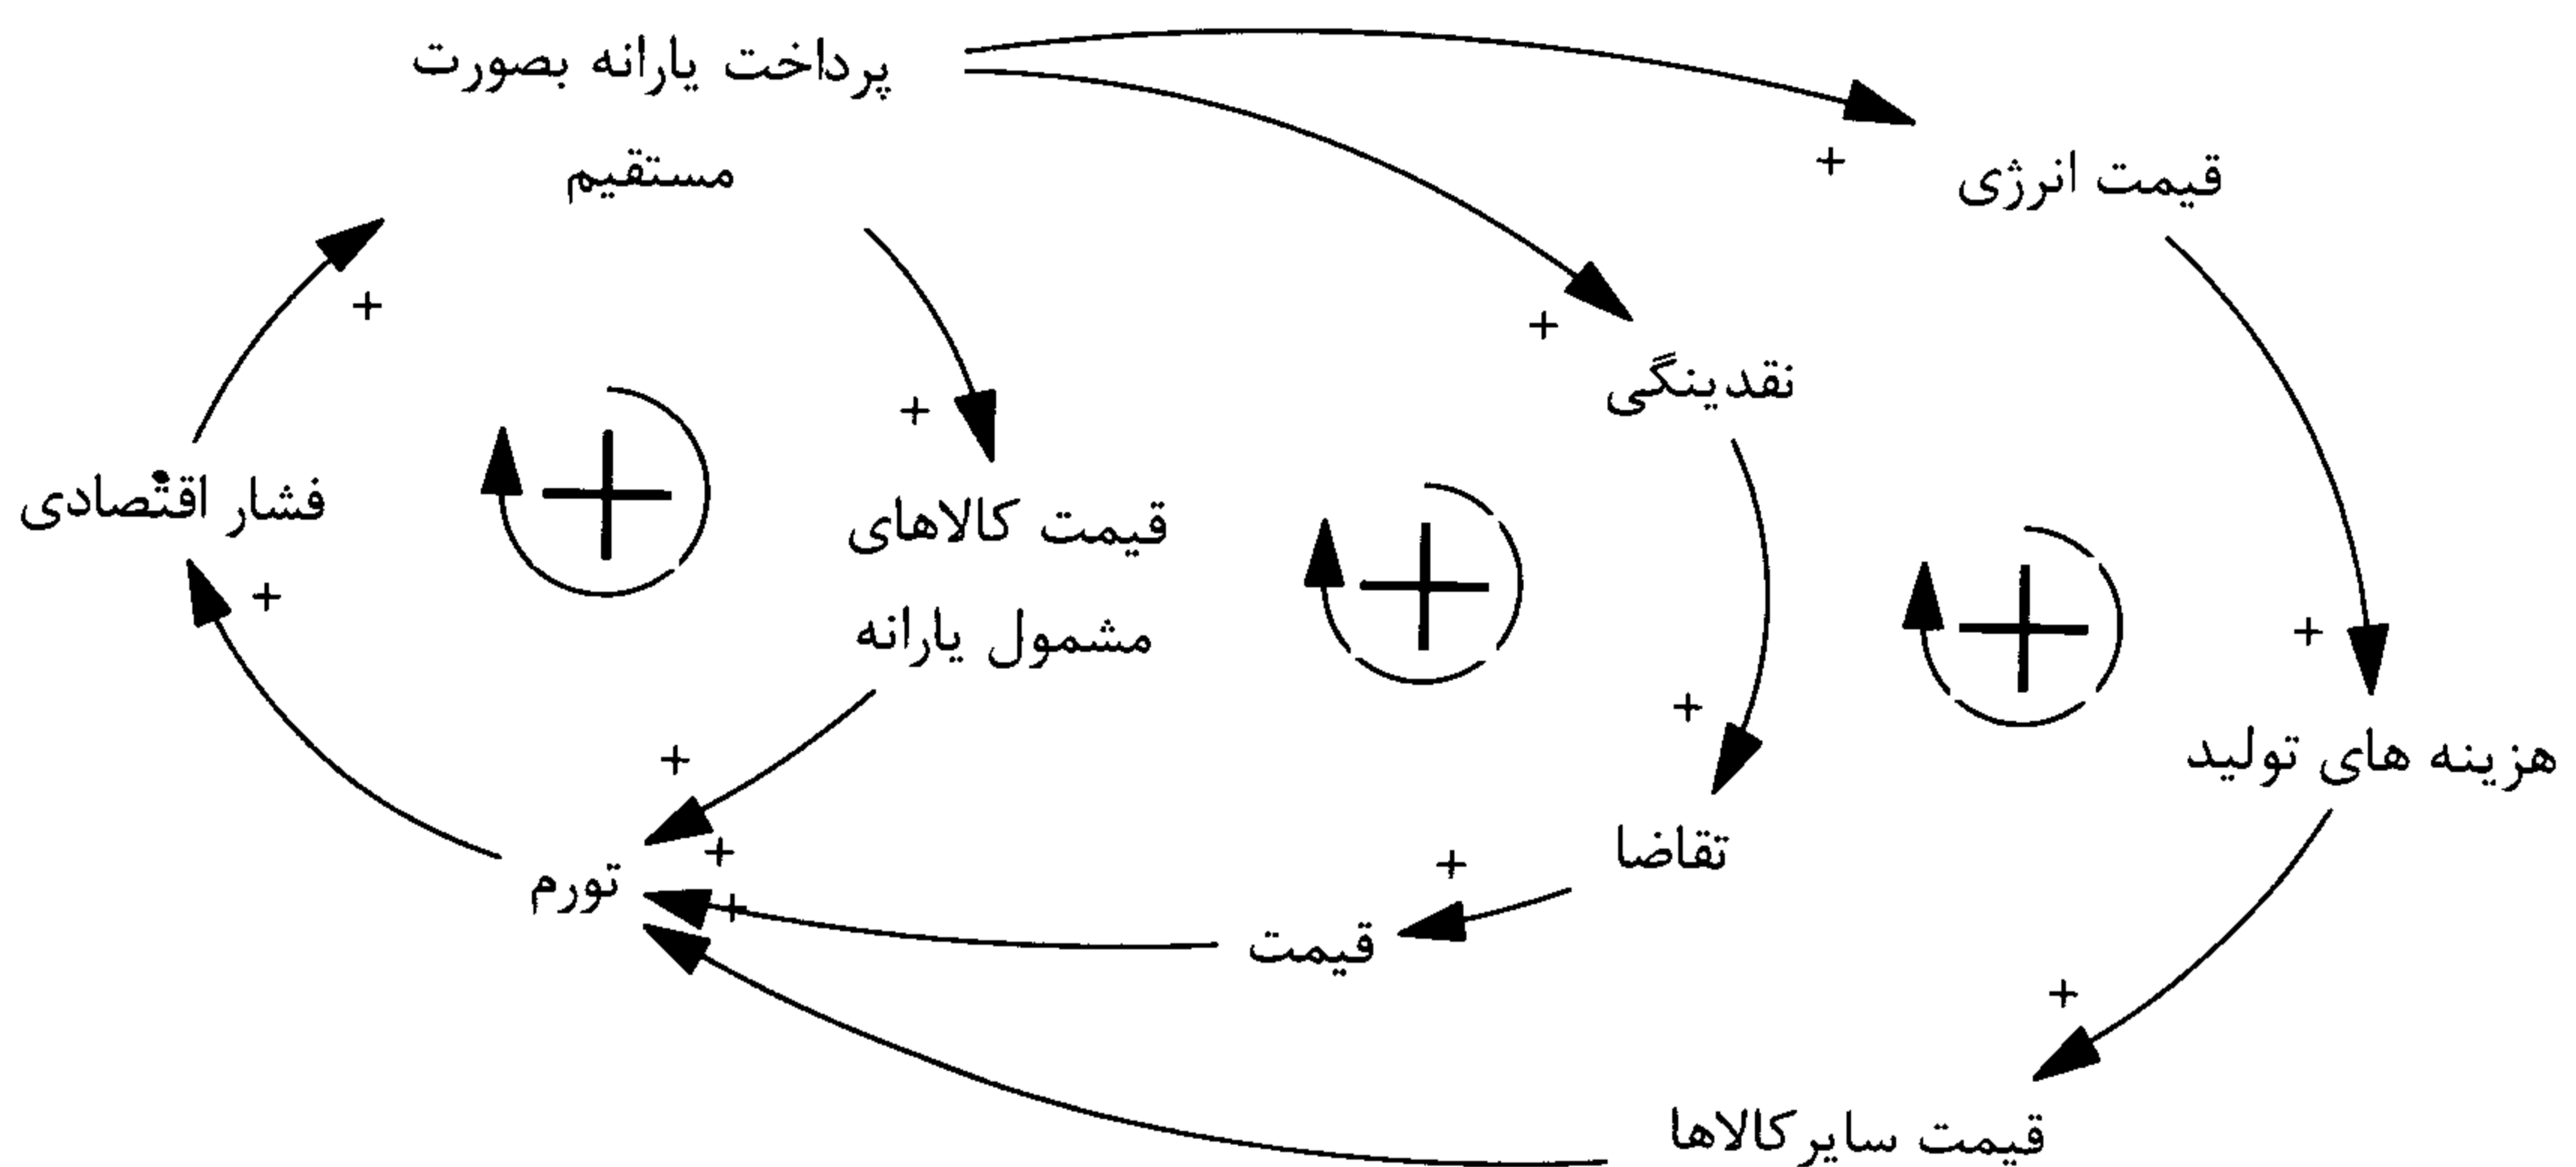 پرداخت یارانه بصورت
مستقیم
قیمت انرژی
+
+
+
نقدینگی
+
فشار اقتصادی
+
قیمت کالاهای
مشمول یارانه
+
+
+
هزینه های تولید
+
+
تقاضا
+
تورم
+
+
قیمت
+
+
قیمت سایرکالاها